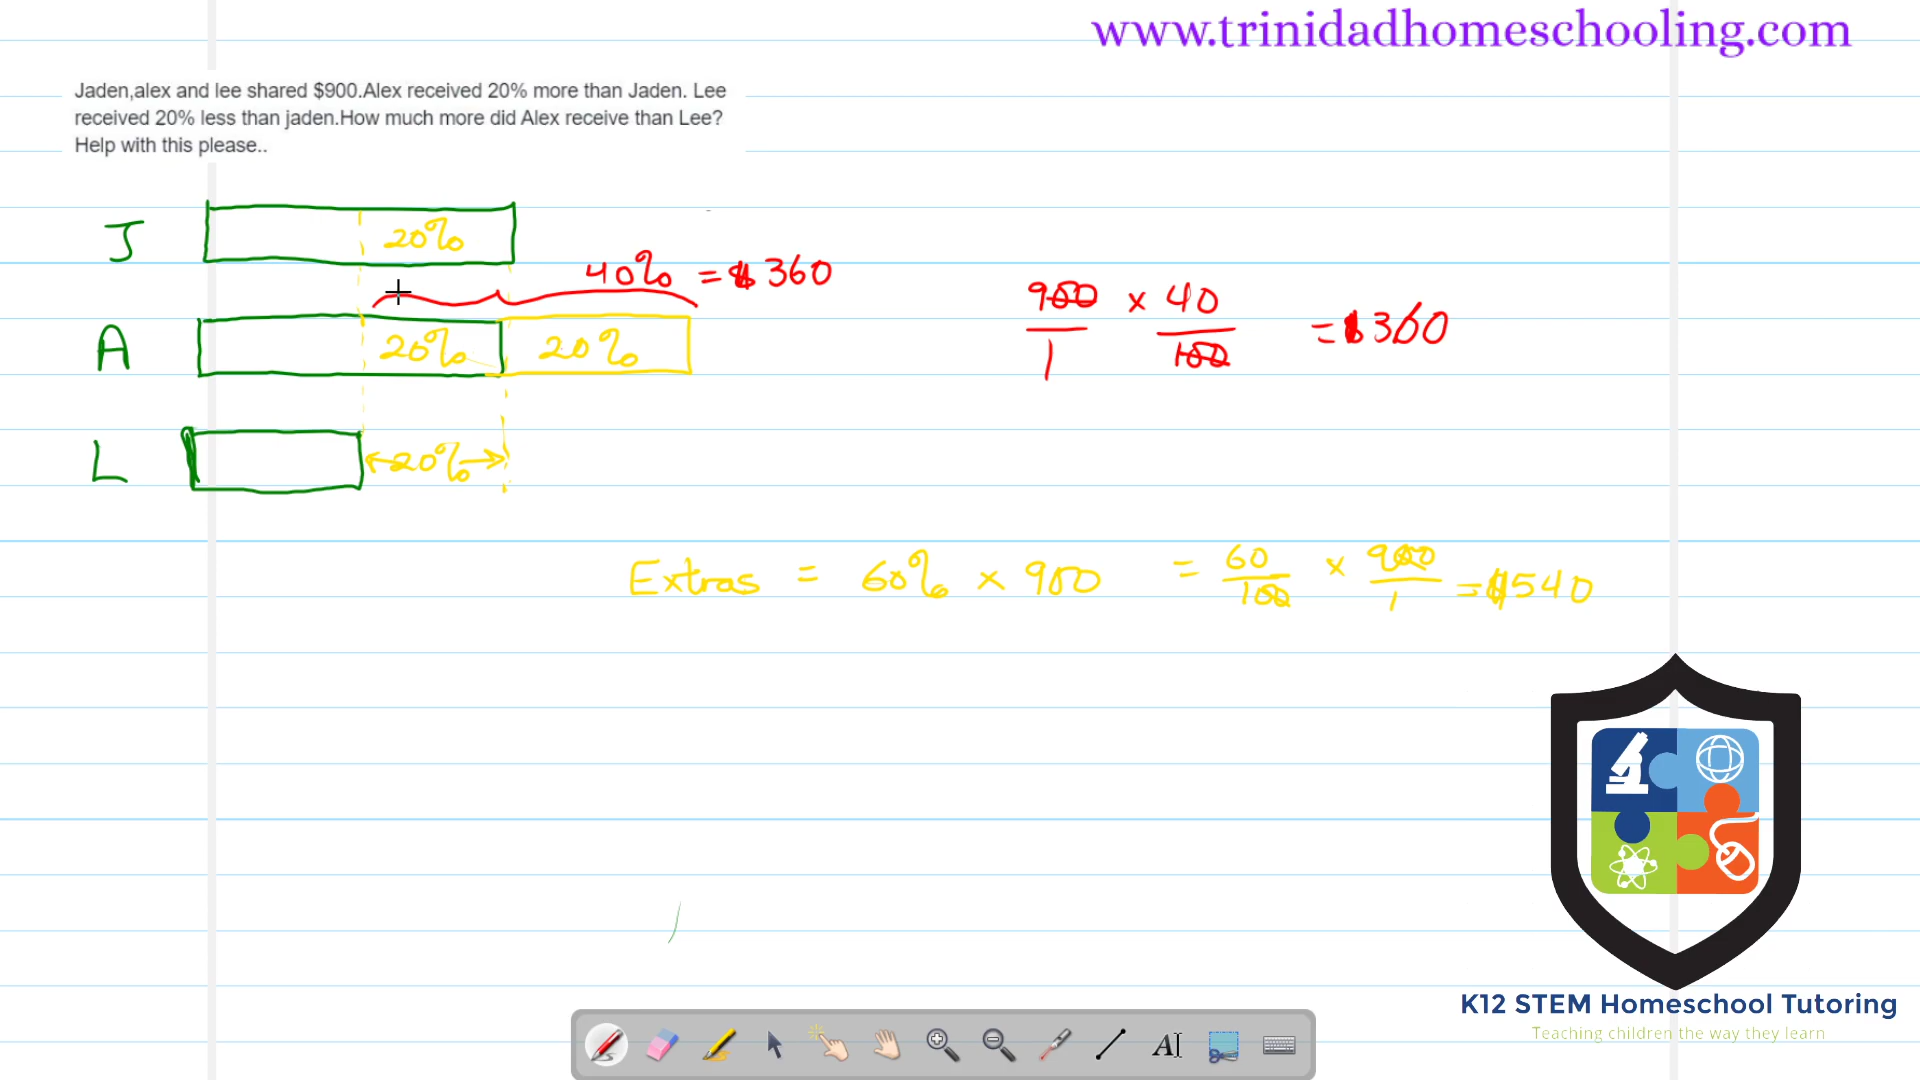 www.trinidadhomeschooling.com
Jaden,alex and lee shared $900.Alex received 20% more than Jaden. Lee
received 20% less than jaden.How much more did Alex receive than Lee?
Help with this please..
J 20%
40% = $360
900/1 × 40/100 = $360
A 20% 20%
L 20%
Extras = 60% × 900 = 60/100 × 900/1 = $540
K12 STEM Homeschool Tutoring
Teaching children the way they learn
AI